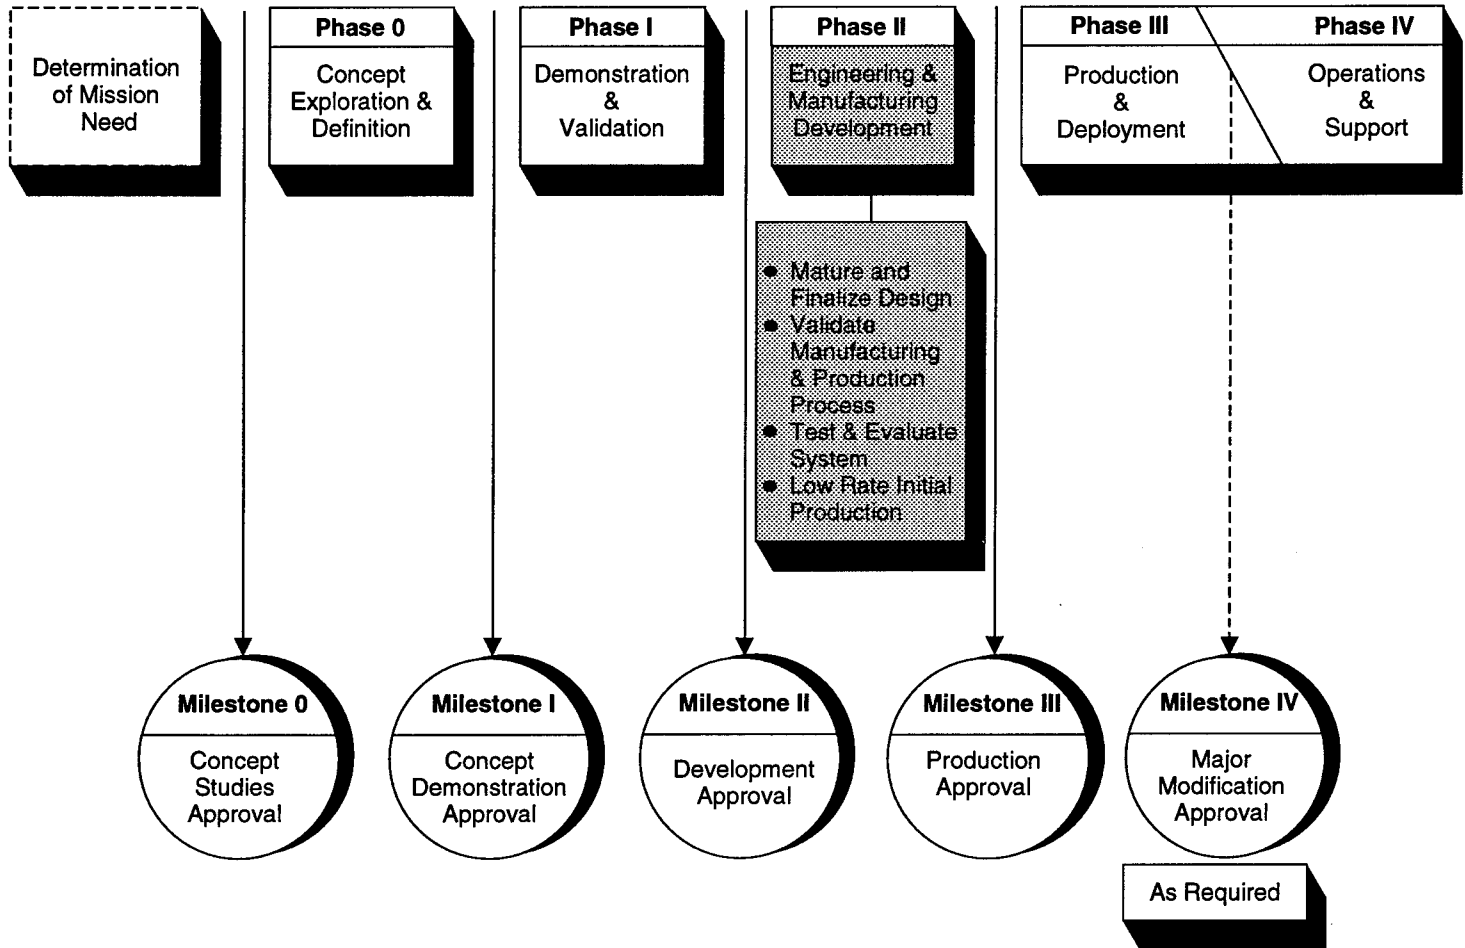 Determination
of Mission
Need
Phase 0
Concept
Exploration &
Definition
Phase I
Demonstration
&
Validation
Phase II
Engineering &
Manufacturing
Development
Phase III
Production
&
Deployment
Phase IV
Operations
&
Support
● Mature and
Finalize Design
● Validate
Manufacturing
& Production
Process
● Test & Evaluate
System
● Low Rate Initial
Production
Milestone 0
Concept
Studies
Approval
Milestone I
Concept
Demonstration
Approval
Milestone II
Development
Approval
Milestone III
Production
Approval
Milestone IV
Major
Modification
Approval
As Required